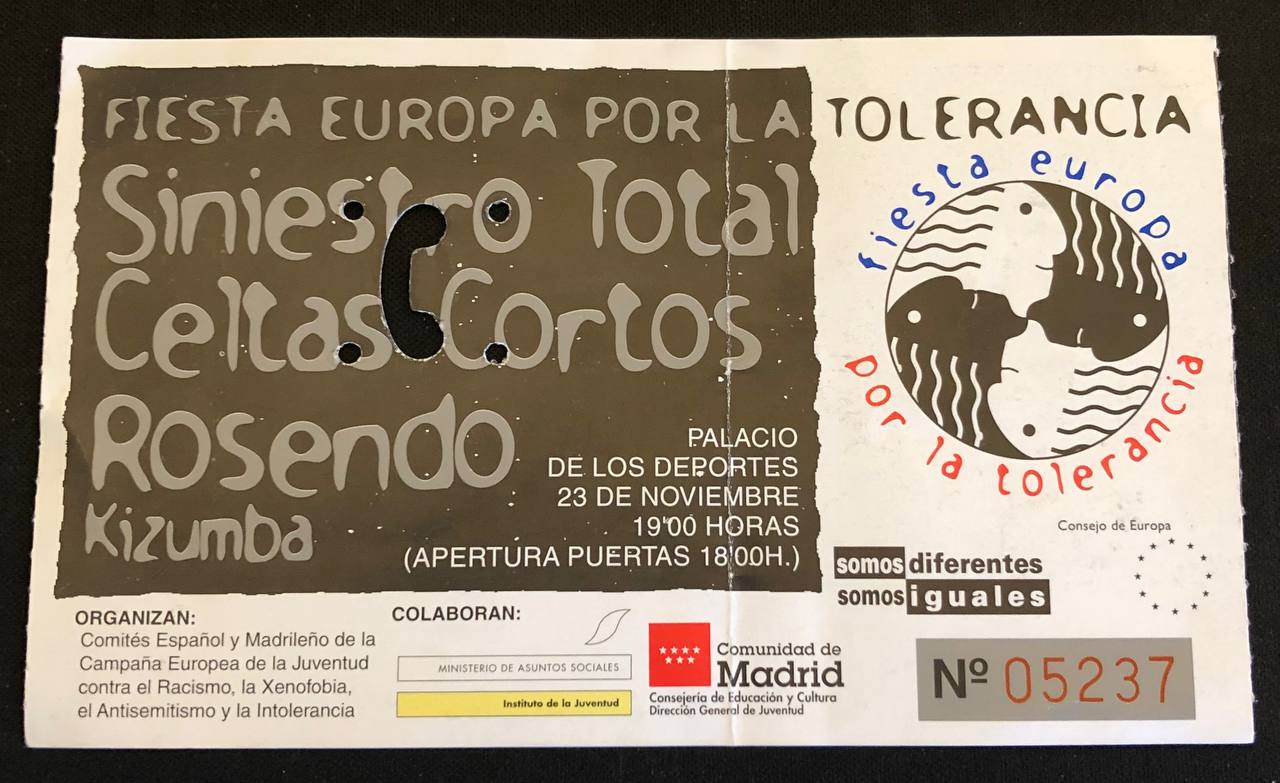 FIESTA EUROPA POR LA TOLERANCIA
Siniestro Total
Celtas Cortos
Rosendo
Kizumba
PALACIO
DE LOS DEPORTES
23 DE NOVIEMBRE
19'00 HORAS
(APERTURA PUERTAS 18'00H.)
fiesta europa
por la tolerancia
Consejo de Europa
somos diferentes
somos iguales
ORGANIZAN:
Comités Español y Madrileño de la
Campaña Europea de la Juventud
contra el Racismo, la Xenofobia,
el Antisemitismo y la Intolerancia
COLABORAN:
MINISTERIO DE ASUNTOS SOCIALES
Instituto de la Juventud
Comunidad de
Madrid
Consejería de Educación y Cultura
Dirección General de Juventud
Nº 05237